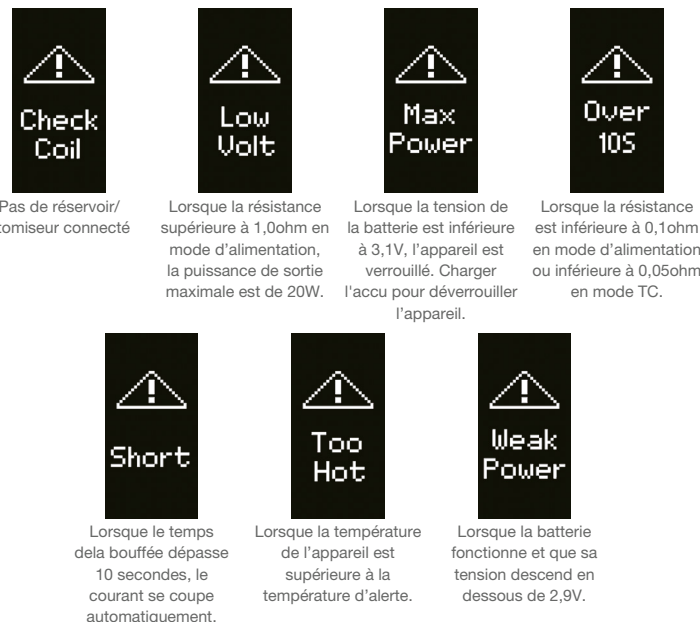 Check
Coil
Low
Volt
Max
Power
Over
10S
Pas de réservoir/
connecté
Lorsque la résistance
supérieure à 1,0ohm en
mode d'alimentation,
la puissance de sortie
maximale est de 20W.
Lorsque la tension de
la batterie est inférieure
à 3,1V, l'appareil est
verrouillé. Charger
l'accu pour déverrouiller
l'appareil.
Lorsque la résistance
est inférieure à 0,1ohm
en mode d'alimentation
ou inférieure à 0,05ohm
en mode TC.
Short
Too
Hot
Weak
Power
Lorsque le temps
dela bouffée dépasse
10 secondes, le
courant se coupe
automatiquement.
Lorsque la température
de l'appareil est
supérieure à la
température d'alerte.
Lorsque la batterie
fonctionne et que sa
tension descend en
dessous de 2,9V.